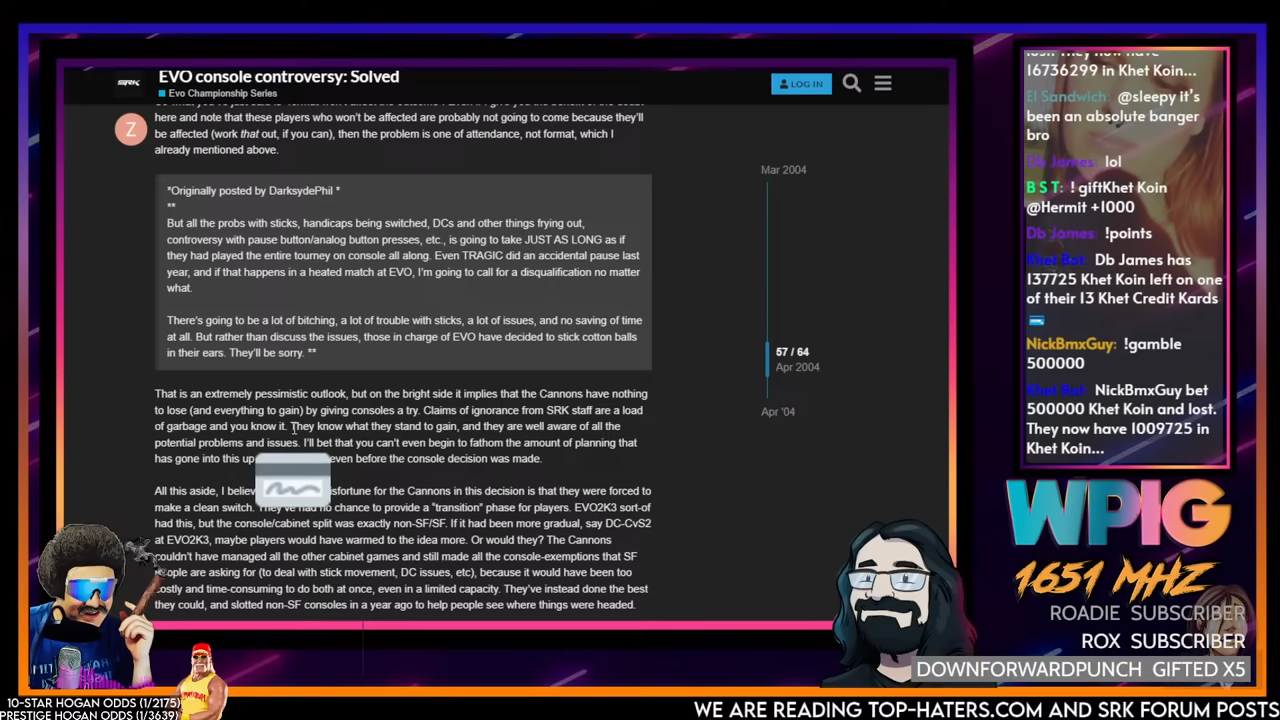 SRK
EVO console controversy: Solved
Evo Championship Series
LOG IN
Z
here and note that these players who won't be affected are probably not going to come because they'll
be affected (work that out, if you can), then the problem is one of attendance, not format, which I
already mentioned above.
*Originally posted by DarksydePhil *
**
But all the probs with sticks, handicaps being switched, DCs and other things frying out,
controversy with pause button/analog button presses, etc., is going to take JUST AS LONG as if
they had played the entire tourney on console all along. Even TRAGIC did an accidental pause last
year, and if that happens in a heated match at EVO, I'm going to call for a disqualification no matter
what.
There's going to be a lot of bitching, a lot of trouble with sticks, a lot of issues, and no saving of time
at all. But rather than discuss the issues, those in charge of EVO have decided to stick cotton balls
in their ears. They'll be sorry. **
That is an extremely pessimistic outlook, but on the bright side it implies that the Cannons have nothing
to lose (and everything to gain) by giving consoles a try. Claims of ignorance from SRK staff are a load
of garbage and you know it. They know what they stand to gain, and they are well aware of all the
potential problems and issues. I'll bet that you can't even begin to fathom the amount of planning that
has gone into this up even before the console decision was made.
All this aside, I believ sfortune for the Cannons in this decision is that they were forced to
make a clean switch. They've had no chance to provide a "transition" phase for players. EVO2K3 sort-of
had this, but the console/cabinet split was exactly non-SF/SF. If it had been more gradual, say DC-CvS2
at EVO2K3, maybe players would have warmed to the idea more. Or would they? The Cannons
couldn't have managed all the other cabinet games and still made all the console-exemptions that SF
ople are asking for (to deal with stick movement, DC issues, etc), because it would have been too
ostly and time-consuming to do both at once, even in a limited capacity. They've instead done the best
they could, and slotted non-SF consoles in a year ago to help people see where things were headed.
Mar 2004
57 / 64
Apr 2004
Apr '04
16736299 in Khet Koin...
El Sandwich: @sleepy it's
been an absolute banger
bro
Db James: lol
B S T: ! giftKhet Koin
@Hermit +1000
Db James: !points
Khet Bot: Db James has
137725 Khet Koin left on one
of their 13 Khet Credit Kards
NickBmxGuy: !gamble
500000
Khet Bot: NickBmxGuy bet
500000 Khet Koin and lost.
They now have 1009725 in
Khet Koin...
WPIG
1651 MHZ
ROADIE SUBSCRIBER
ROX SUBSCRIBER
DOWNFORWARDPUNCH GIFTED X5
10-STAR HOGAN ODDS (1/2175)
PRESTIGE HOGAN ODDS (1/3639)
WE ARE READING TOP-HATERS.COM AND SRK FORUM POSTS